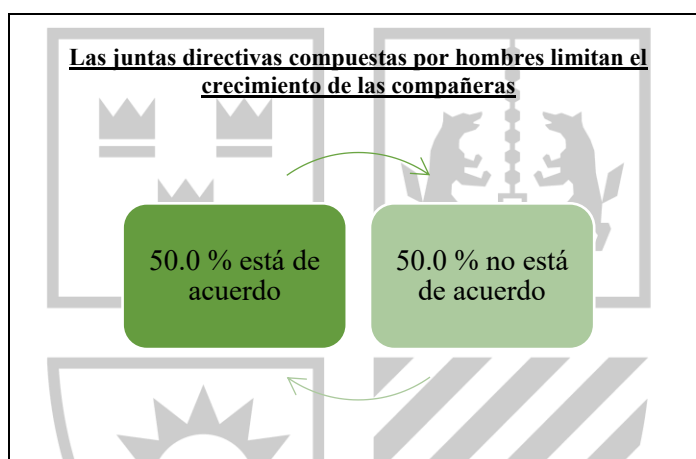 Las juntas directivas compuestas por hombres limitan el
crecimiento de las compañeras
50.0 % está de
acuerdo
50.0 % no está
de acuerdo